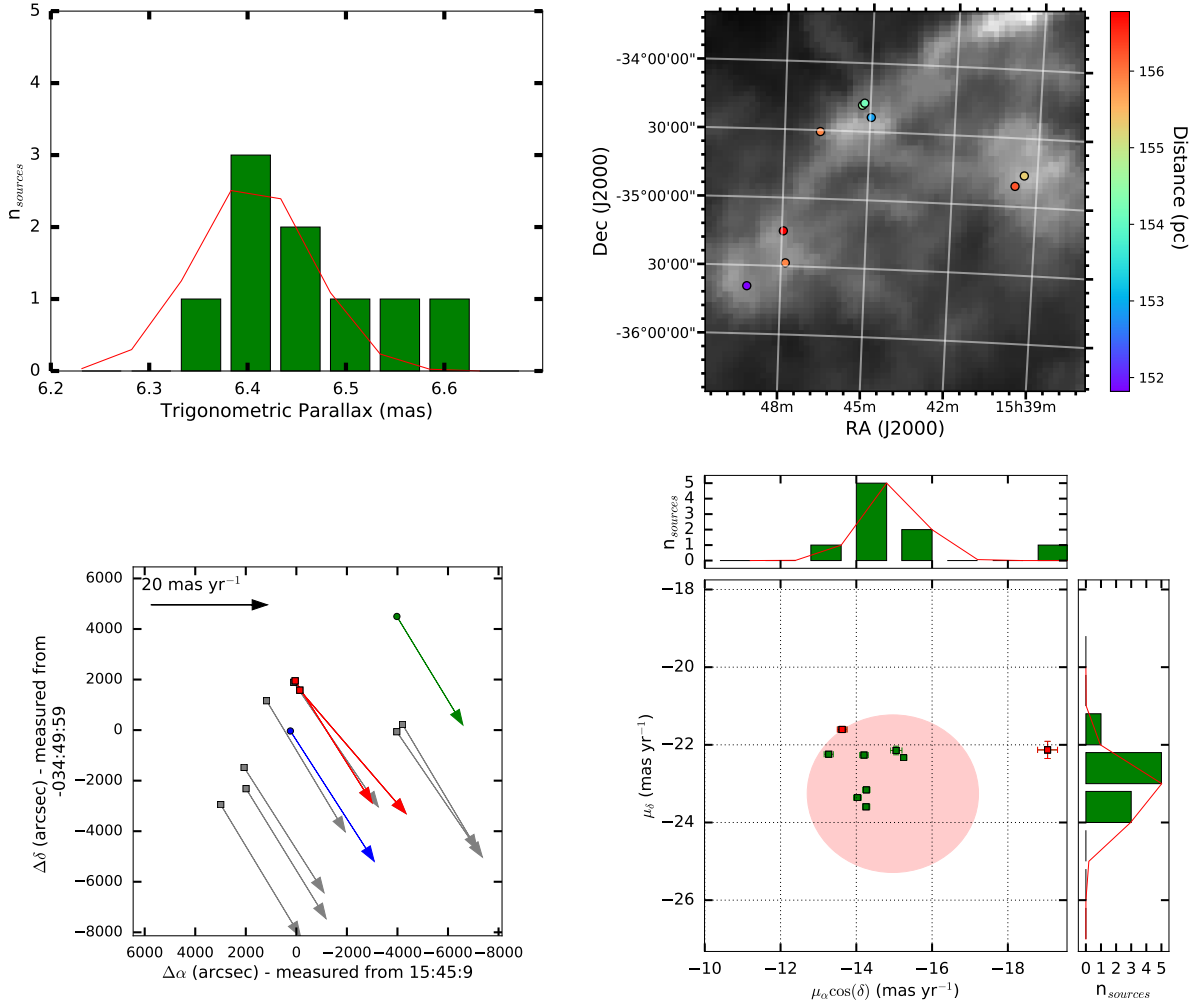 5
4
3
2
1
0
n_sources
6.2 6.3 6.4 6.5 6.6
Trigonometric Parallax (mas)
-34°00'00"
30'00"
-35°00'00"
30'00"
-36°00'00"
Dec (J2000)
48m 45m 42m 15h39m
RA (J2000)
156
155
154
153
152
Distance (pc)
20 mas yr⁻¹
6000
4000
2000
0
−2000
−4000
−6000
−8000
Δδ (arcsec) - measured from
-034:49:59
6000 4000 2000 0 −2000 −4000 −6000 −8000
Δα (arcsec) - measured from 15:45:9
5
4
3
2
1
0
n_sources
−18
−20
−22
−24
−26
μ_δ (mas yr⁻¹)
−10 −12 −14 −16 −18
μ_α cos(δ) (mas yr⁻¹)
0 1 2 3 4 5
n_sources